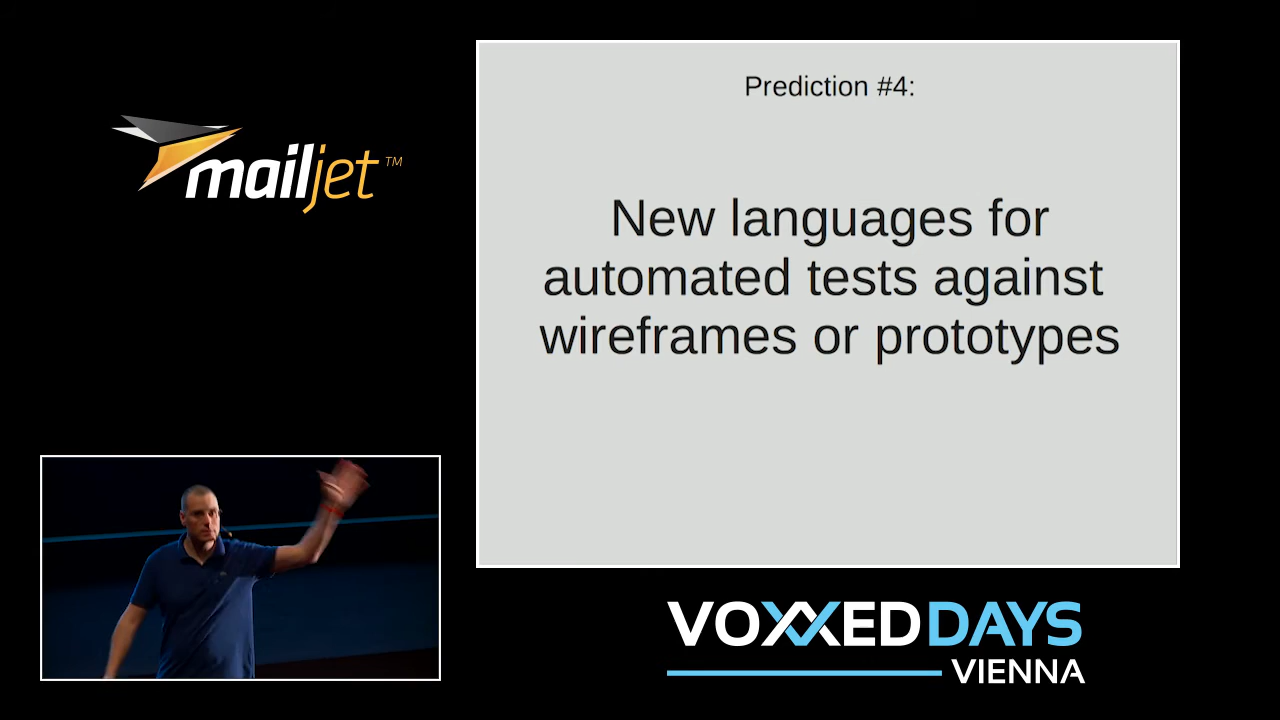 mailjet™
Prediction #4:
New languages for
automated tests against
wireframes or prototypes
VOXXED DAYS
VIENNA